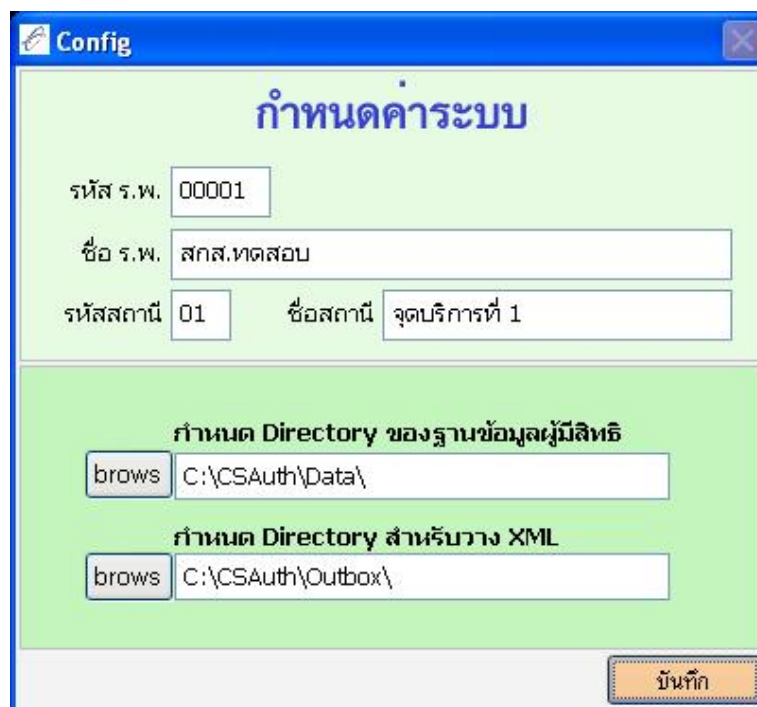 Config
กำหนดค่าระบบ
รหัส ร.พ. 00001
ชื่อ ร.พ. สกส.ทดสอบ
รหัสสถานี 01 ชื่อสถานี จุดบริการที่ 1
กำหนด Directory ของฐานข้อมูลผู้มีสิทธิ
brows C:\CSAuth\Data\
กำหนด Directory สำหรับวาง XML
brows C:\CSAuth\Outbox\
บันทึก